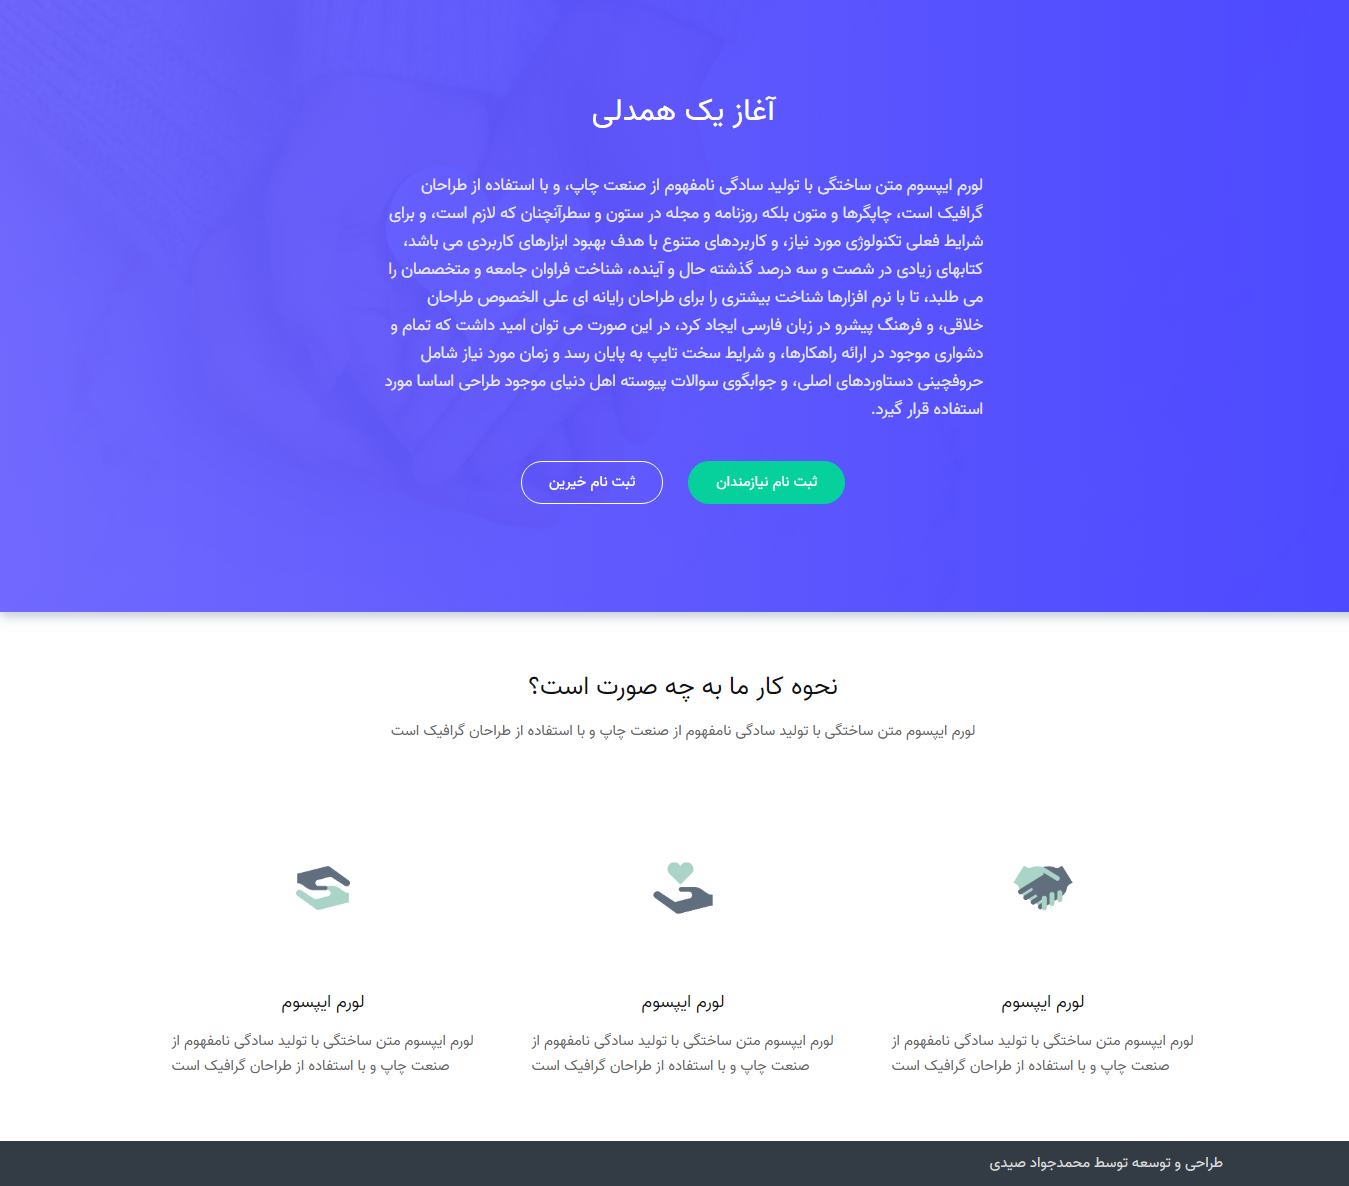 آغاز یک همدلی
لورم ایپسوم متن ساختگی با تولید سادگی نامفهوم از صنعت چاپ، و با استفاده از طراحان
گرافیک است، چاپگرها و متون بلکه روزنامه و مجله در ستون و سطرآنچنان که لازم است، و برای
شرایط فعلی تکنولوژی مورد نیاز، و کاربردهای متنوع با هدف بهبود ابزارهای کاربردی می باشد،
کتابهای زیادی در شصت و سه درصد گذشته حال و آینده، شناخت فراوان جامعه و متخصصان را
می طلبد، تا با نرم افزارها شناخت بیشتری را برای طراحان رایانه ای علی الخصوص طراحان
خلاقی، و فرهنگ پیشرو در زبان فارسی ایجاد کرد، در این صورت می توان امید داشت که تمام و
دشواری موجود در ارائه راهکارها، و شرایط سخت تایپ به پایان رسد و زمان مورد نیاز شامل
حروفچینی دستاوردهای اصلی، و جوابگوی سوالات پیوسته اهل دنیای موجود طراحی اساسا مورد
استفاده قرار گیرد.
ثبت نام نیازمندان
ثبت نام خیرین
نحوه کار ما به چه صورت است؟
لورم ایپسوم متن ساختگی با تولید سادگی نامفهوم از صنعت چاپ و با استفاده از طراحان گرافیک است
لورم ایپسوم
لورم ایپسوم متن ساختگی با تولید سادگی نامفهوم از
صنعت چاپ و با استفاده از طراحان گرافیک است
لورم ایپسوم
لورم ایپسوم متن ساختگی با تولید سادگی نامفهوم از
صنعت چاپ و با استفاده از طراحان گرافیک است
لورم ایپسوم
لورم ایپسوم متن ساختگی با تولید سادگی نامفهوم از
صنعت چاپ و با استفاده از طراحان گرافیک است
طراحی و توسعه توسط محمدجواد صیدی